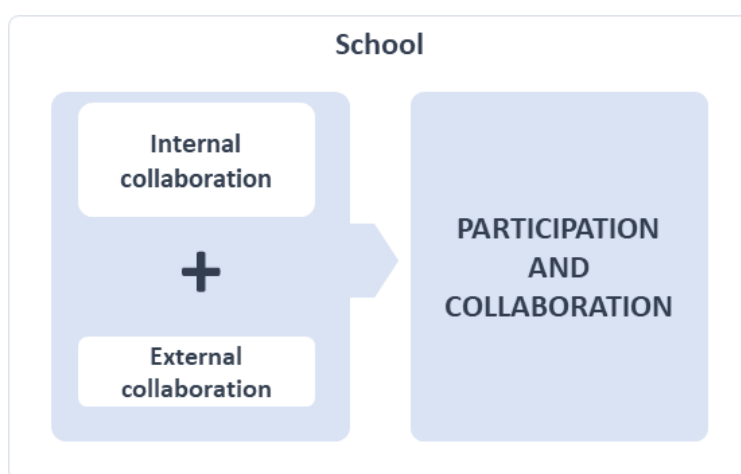 School
Internal
collaboration
+
External
collaboration
PARTICIPATION
AND
COLLABORATION